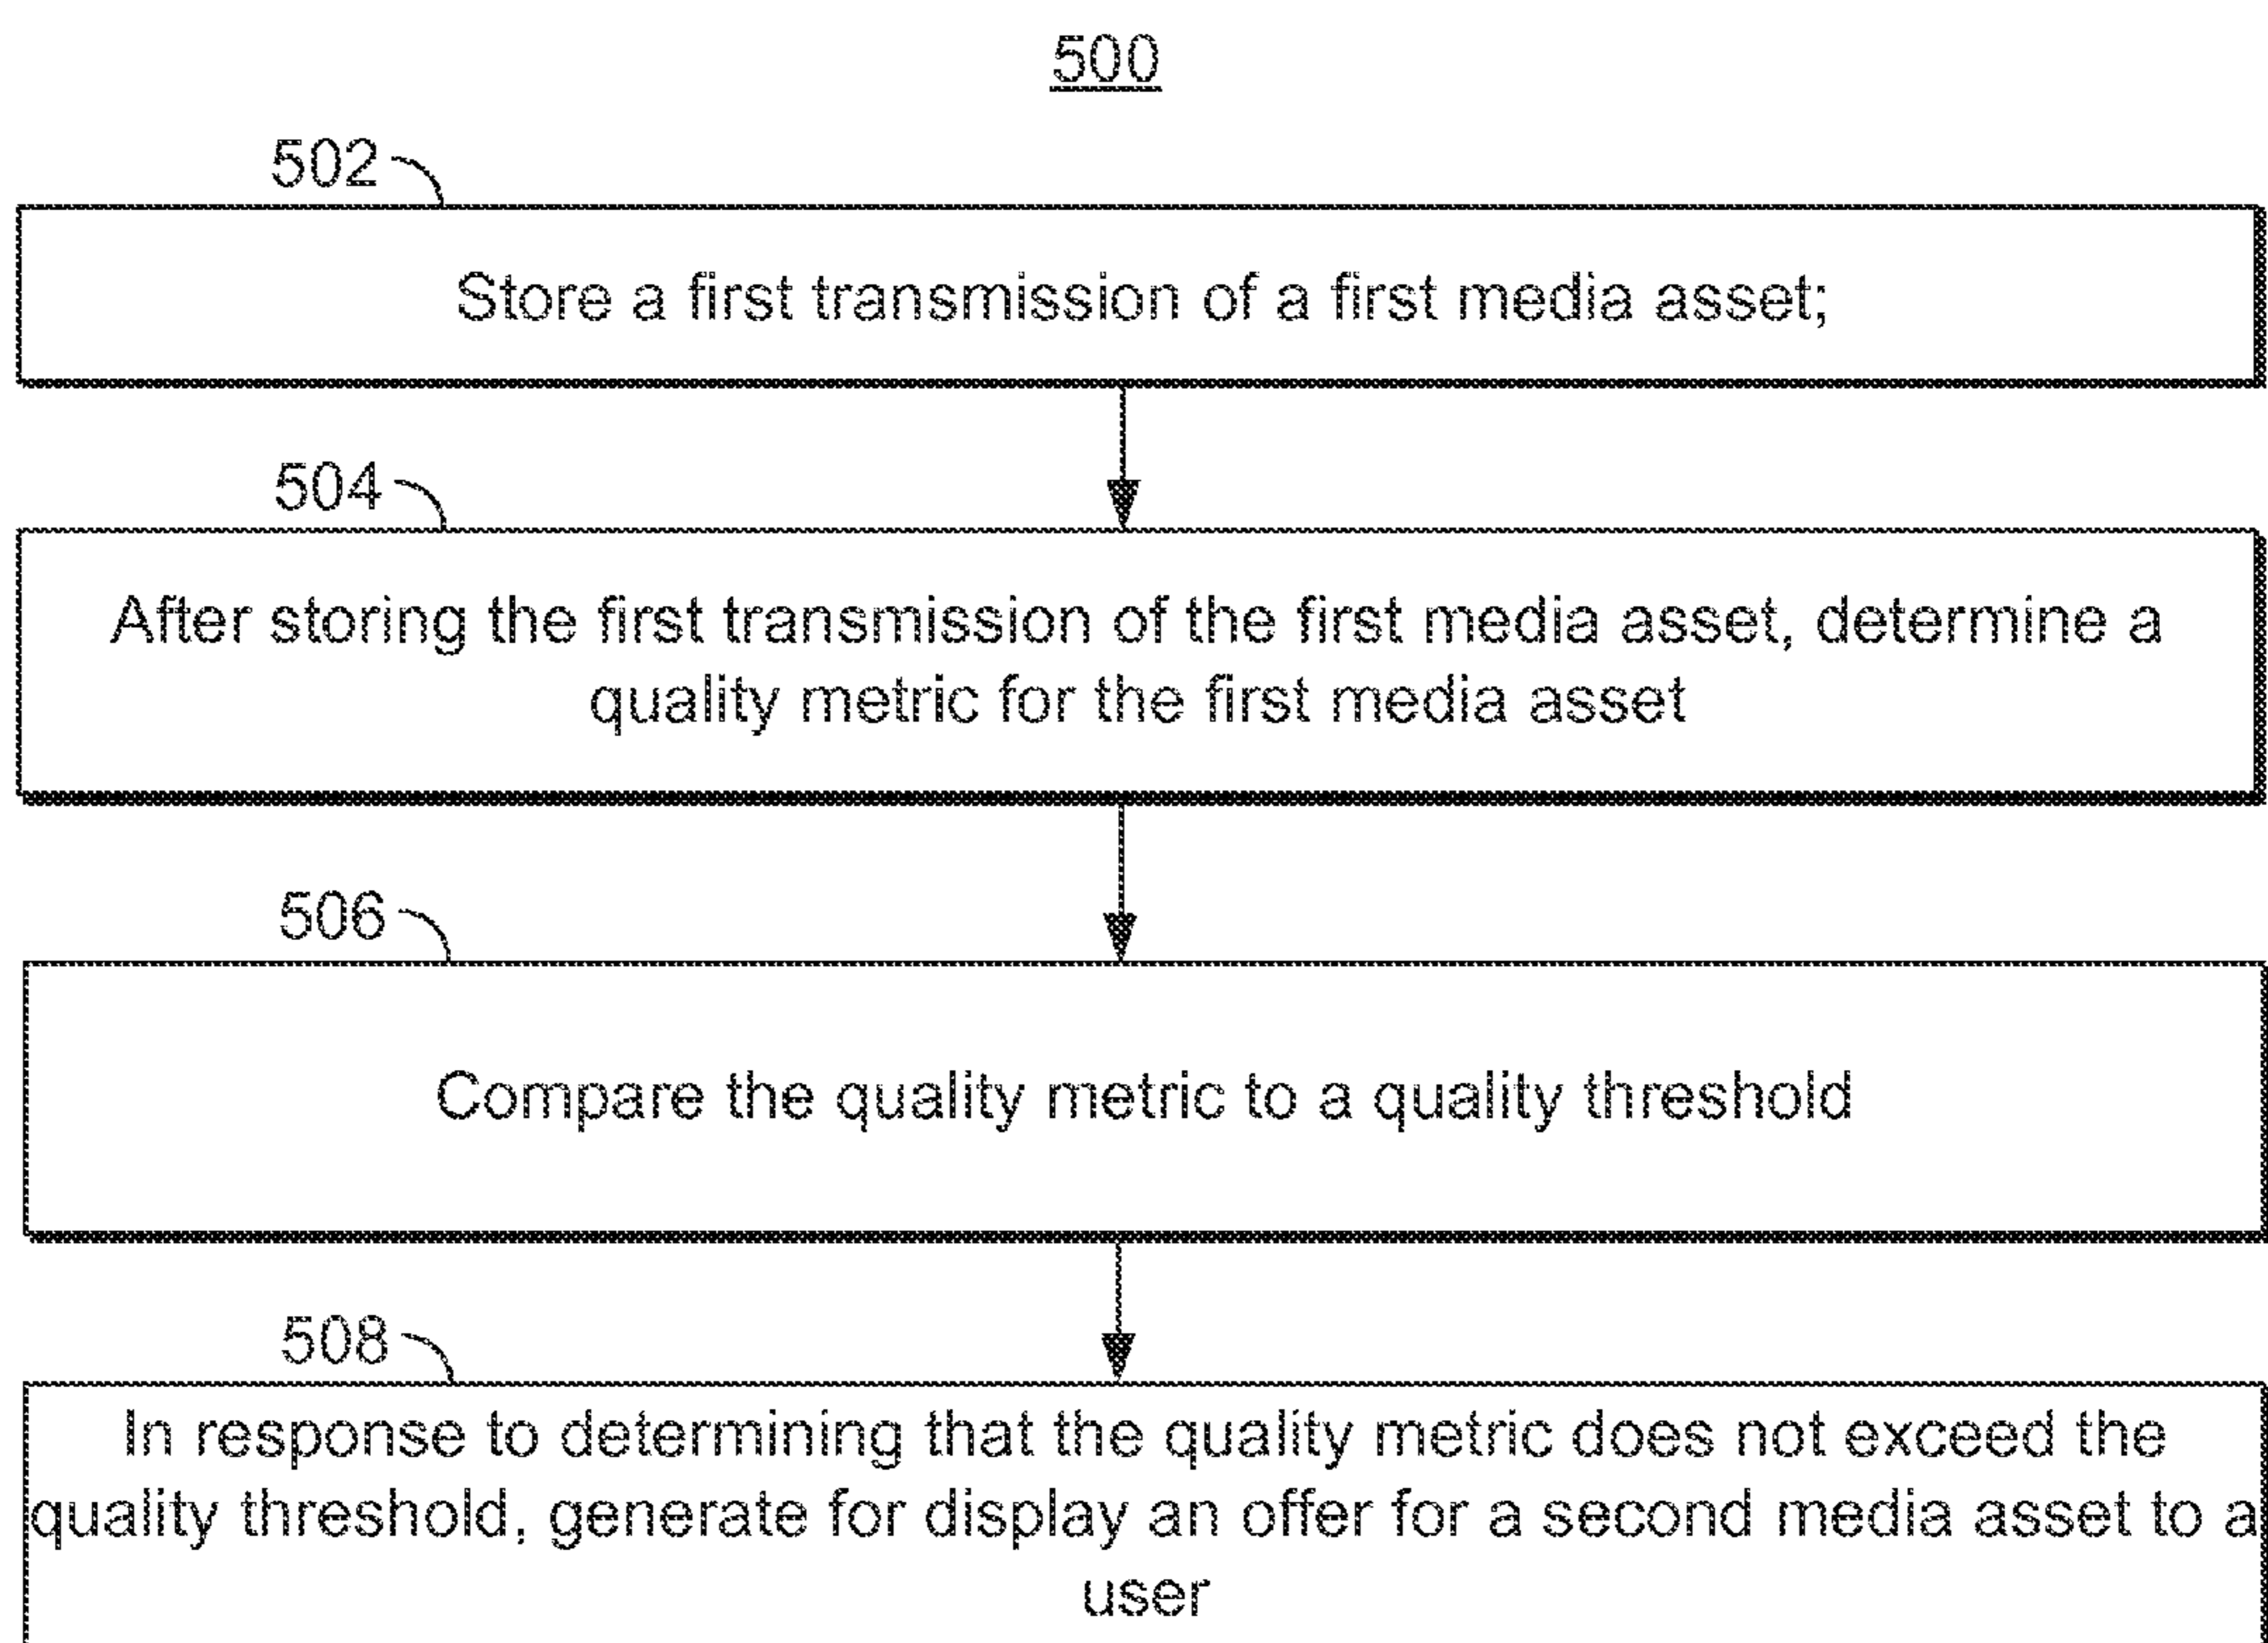 500
502
Store a first transmission of a first media asset;
504
After storing the first transmission of the first media asset, determine a
quality metric for the first media asset
506
Compare the quality metric to a quality threshold
508
In response to determining that the quality metric does not exceed the
quality threshold, generate for display an offer for a second media asset to a
user